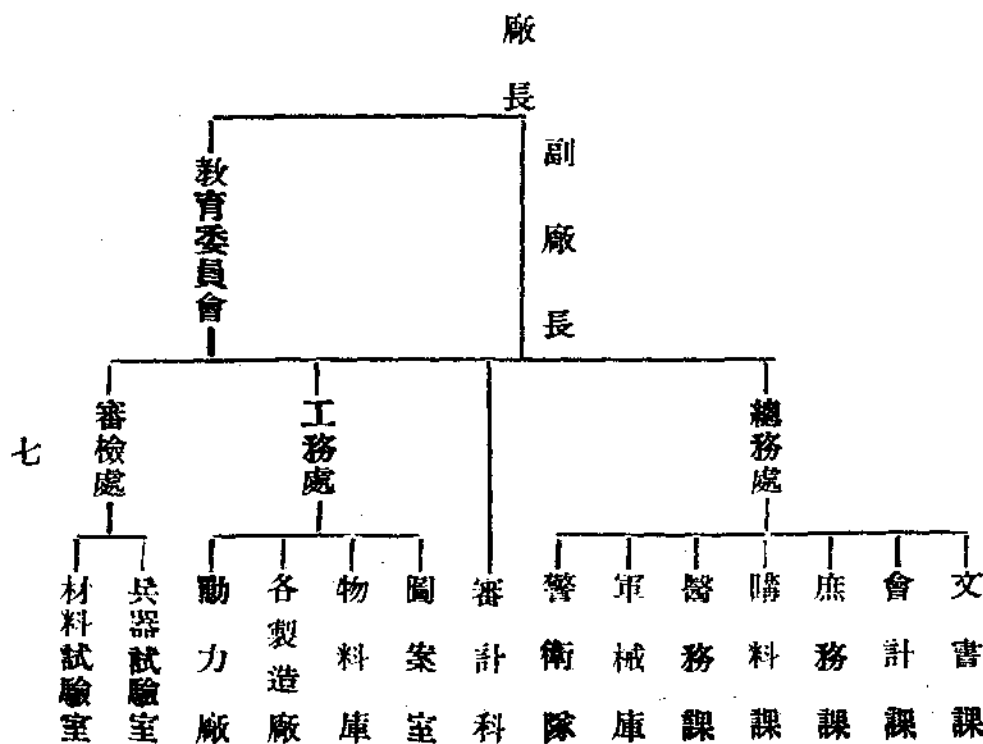 廠長
副廠長
教育委員會
總務處
工務處
審檢處
文書課
會計課
庶務課
購料課
醫務課
軍械庫
警衛隊
審計科
圖案室
物料庫
各製造廠
動力廠
兵器試驗室
材料試驗室
七